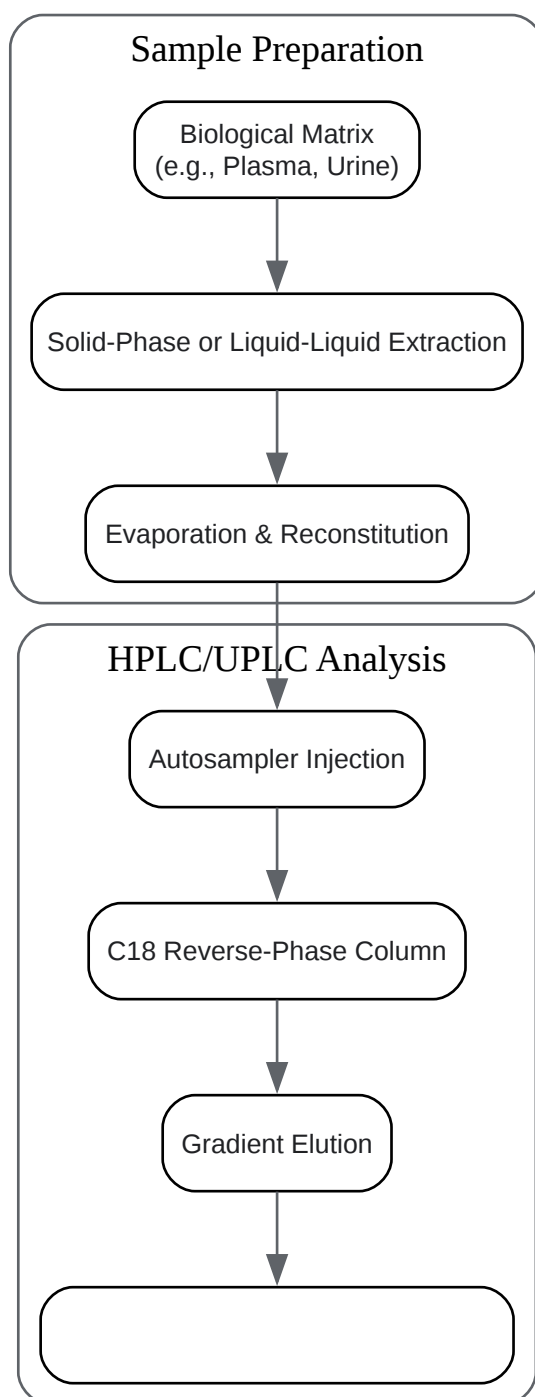 Sample Preparation
Biological Matrix
(e.g., Plasma, Urine)
Solid-Phase or Liquid-Liquid Extraction
Evaporation & Reconstitution
HPLC/UPLC Analysis
Autosampler Injection
C18 Reverse-Phase Column
Gradient Elution